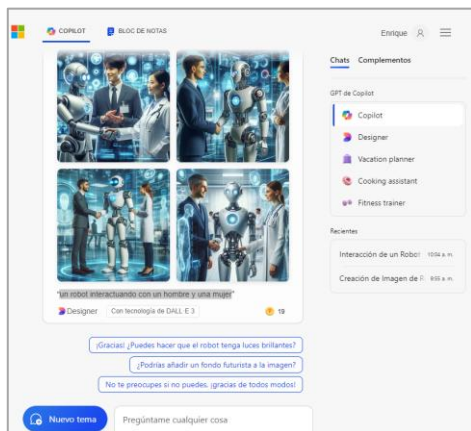 COPILOT
BLOC DE NOTAS
Enrique
Chats Complementos
GPT de Copilot
Copilot
Designer
Vacation planner
Cooking assistant
Fitness trainer
Recientes
Interacción de un Robot 10:04 a. m.
Creación de Imagen de R 8:55 a. m.
"un robot interactuando con un hombre y una mujer"
Designer
Con tecnología de DALL·E 3
19
¡Gracias! ¿Puedes hacer que el robot tenga luces brillantes?
¿Podrías añadir un fondo futurista a la imagen?
No te preocupes si no puedes, ¡gracias de todos modos!
Nuevo tema
Pregúntame cualquier cosa